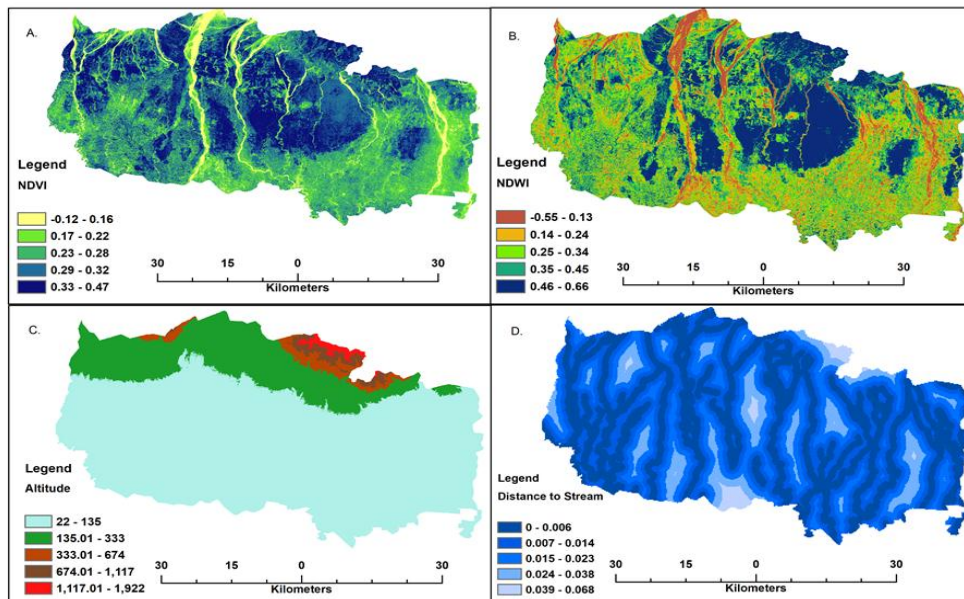 A.
Legend
NDVI
-0.12 - 0.16
0.17 - 0.22
0.23 - 0.28
0.29 - 0.32
0.33 - 0.47
30 15 0 30
Kilometers
B.
Legend
NDWI
-0.55 - 0.13
0.14 - 0.24
0.25 - 0.34
0.35 - 0.45
0.46 - 0.66
30 15 0 30
Kilometers
C.
Legend
Altitude
22 - 135
135.01 - 333
333.01 - 674
674.01 - 1,117
1,117.01 - 1,922
30 15 0 30
Kilometers
D.
Legend
Distance to Stream
0 - 0.006
0.007 - 0.014
0.015 - 0.023
0.024 - 0.038
0.039 - 0.068
30 15 0 30
Kilometers